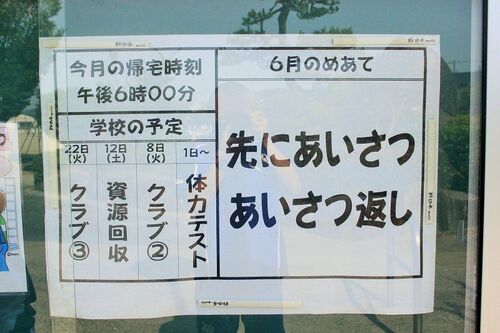 今月の帰宅時刻
午後6時00分
学校の予定
1日～
体力テスト
8日(火)
クラブ②
12日(土)
資源回収
22日(火)
クラブ③
6月のめあて
先にあいさつ
あいさつ返し